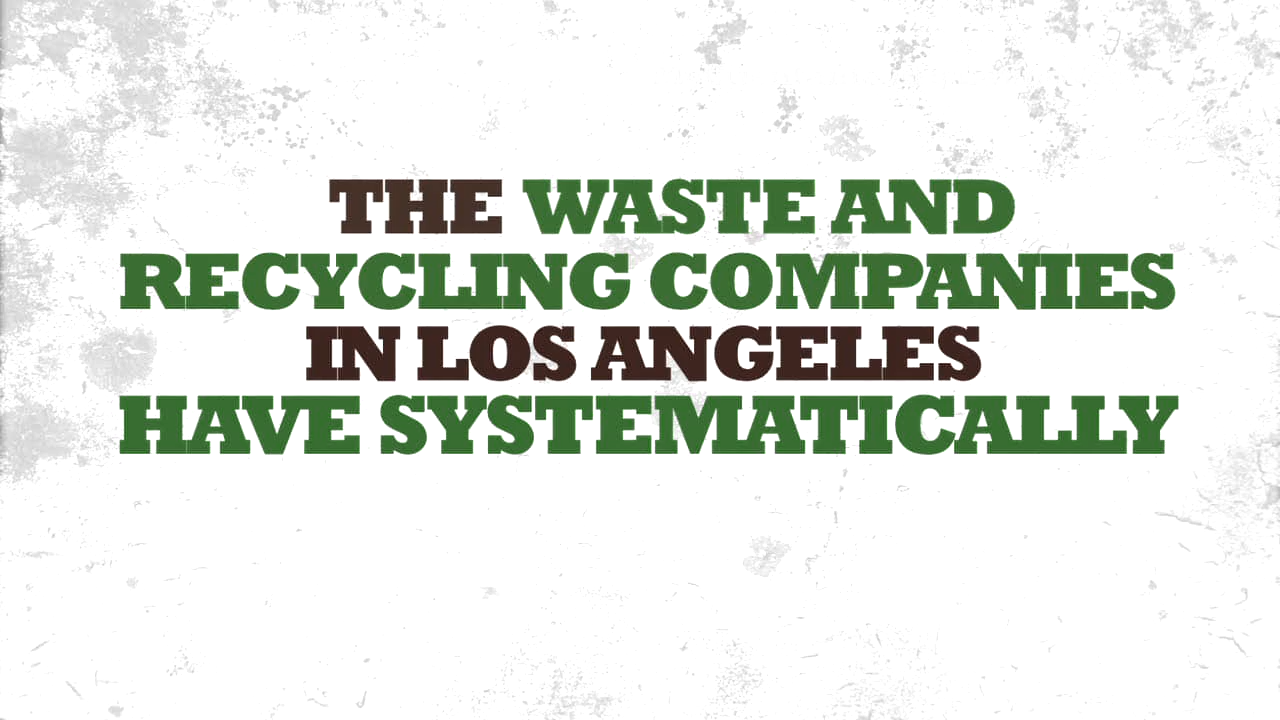 THE WASTE AND
RECYCLING COMPANIES
IN LOS ANGELES
HAVE SYSTEMATICALLY